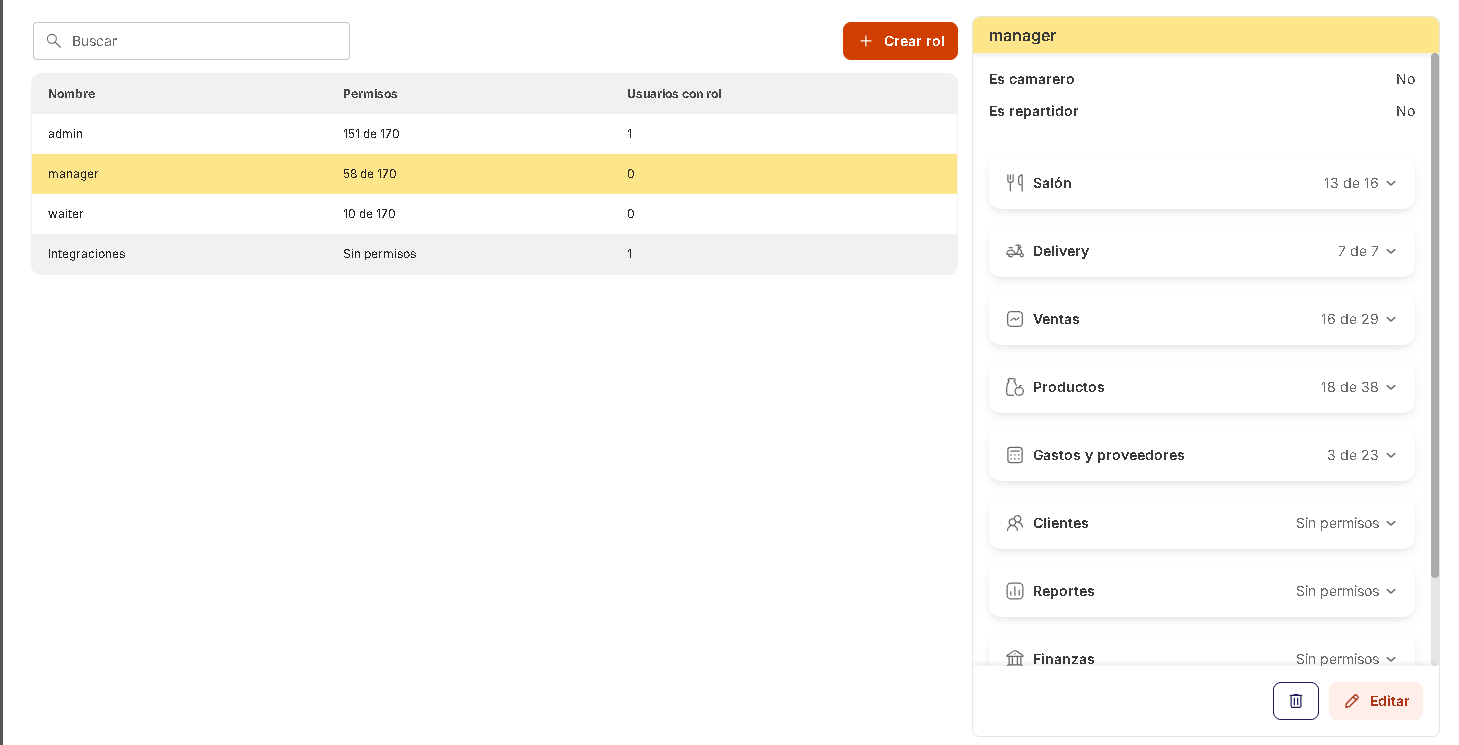 Buscar
Crear rol
Nombre Permisos Usuarios con rol
admin 151 de 170 1
manager 58 de 170 0
waiter 10 de 170 0
Integraciones Sin permisos 1
manager
Es camarero No
Es repartidor No
Salón 13 de 16
Delivery 7 de 7
Ventas 16 de 29
Productos 18 de 38
Gastos y proveedores 3 de 23
Clientes Sin permisos
Reportes Sin permisos
Finanzas Sin permisos
Editar